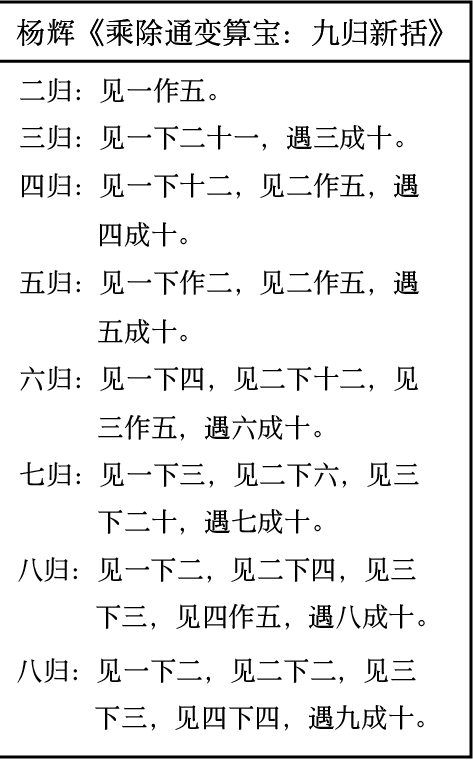 杨辉《乘除通变算宝：九归新括》
二归：见一作五。
三归：见一下二十一，遇三成十。
四归：见一下十二，见二作五，遇
四成十。
五归：见一下作二，见二作五，遇
五成十。
六归：见一下四，见二下十二，见
三作五，遇六成十。
七归：见一下三，见二下六，见三
下二十，遇七成十。
八归：见一下二，见二下四，见三
下三，见四作五，遇八成十。
八归：见一下二，见二下二，见三
下三，见四下四，遇九成十。